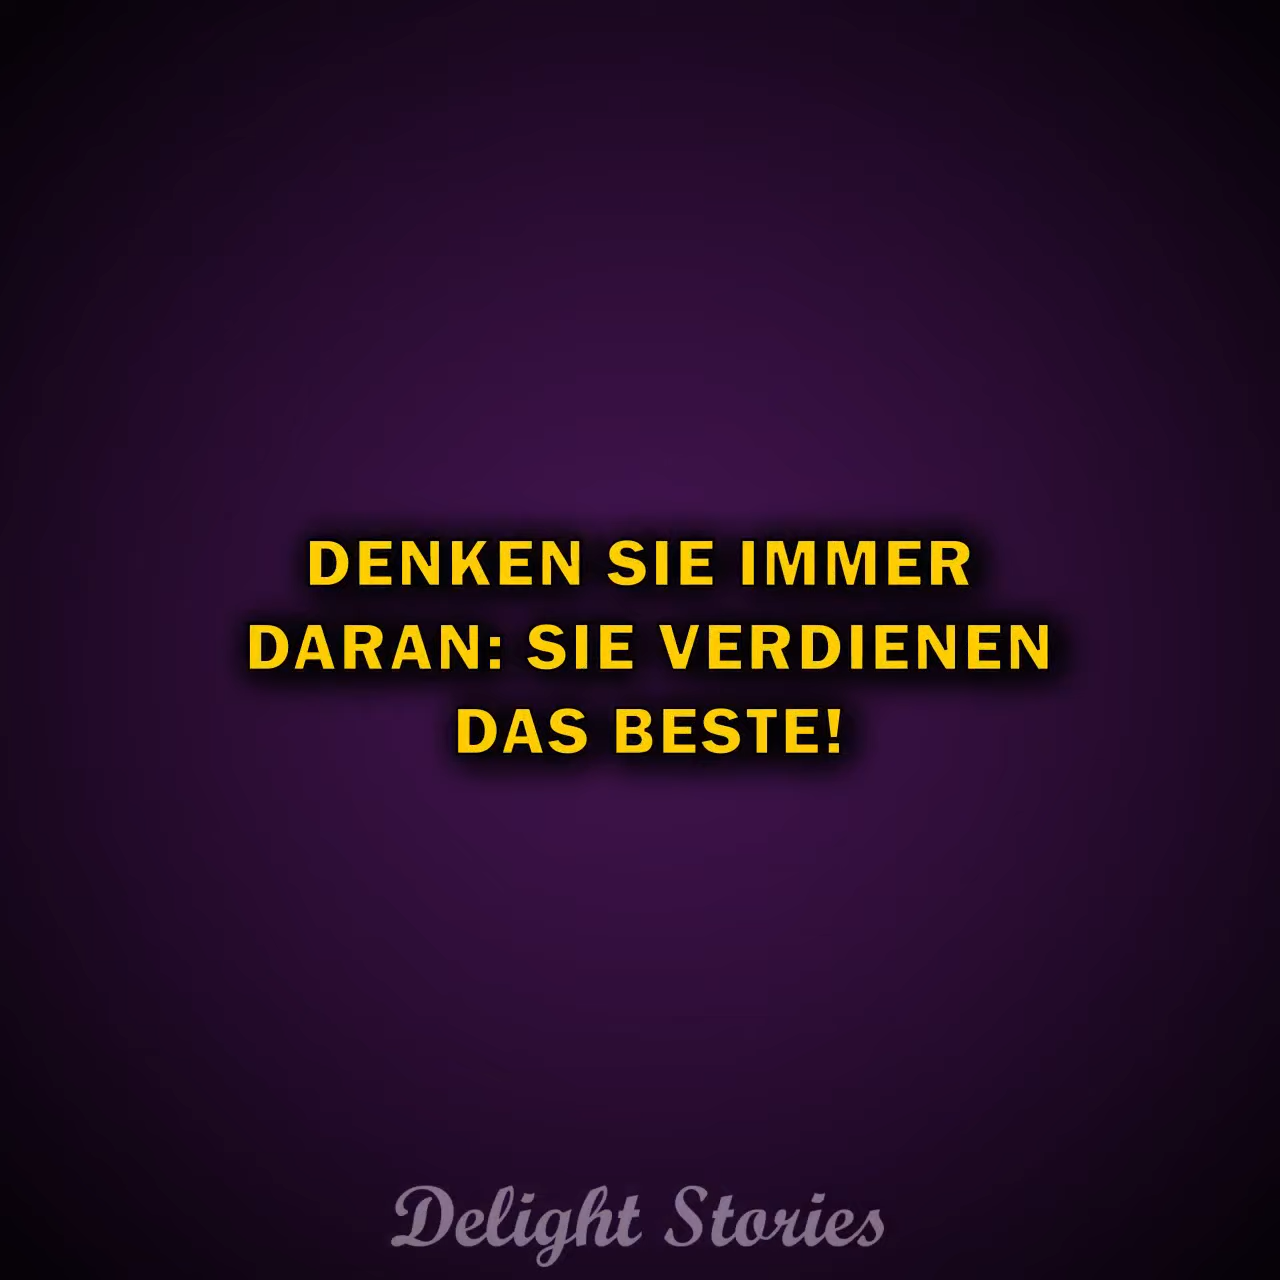 DENKEN SIE IMMER
DARAN: SIE VERDIENEN
DAS BESTE!
Delight Stories